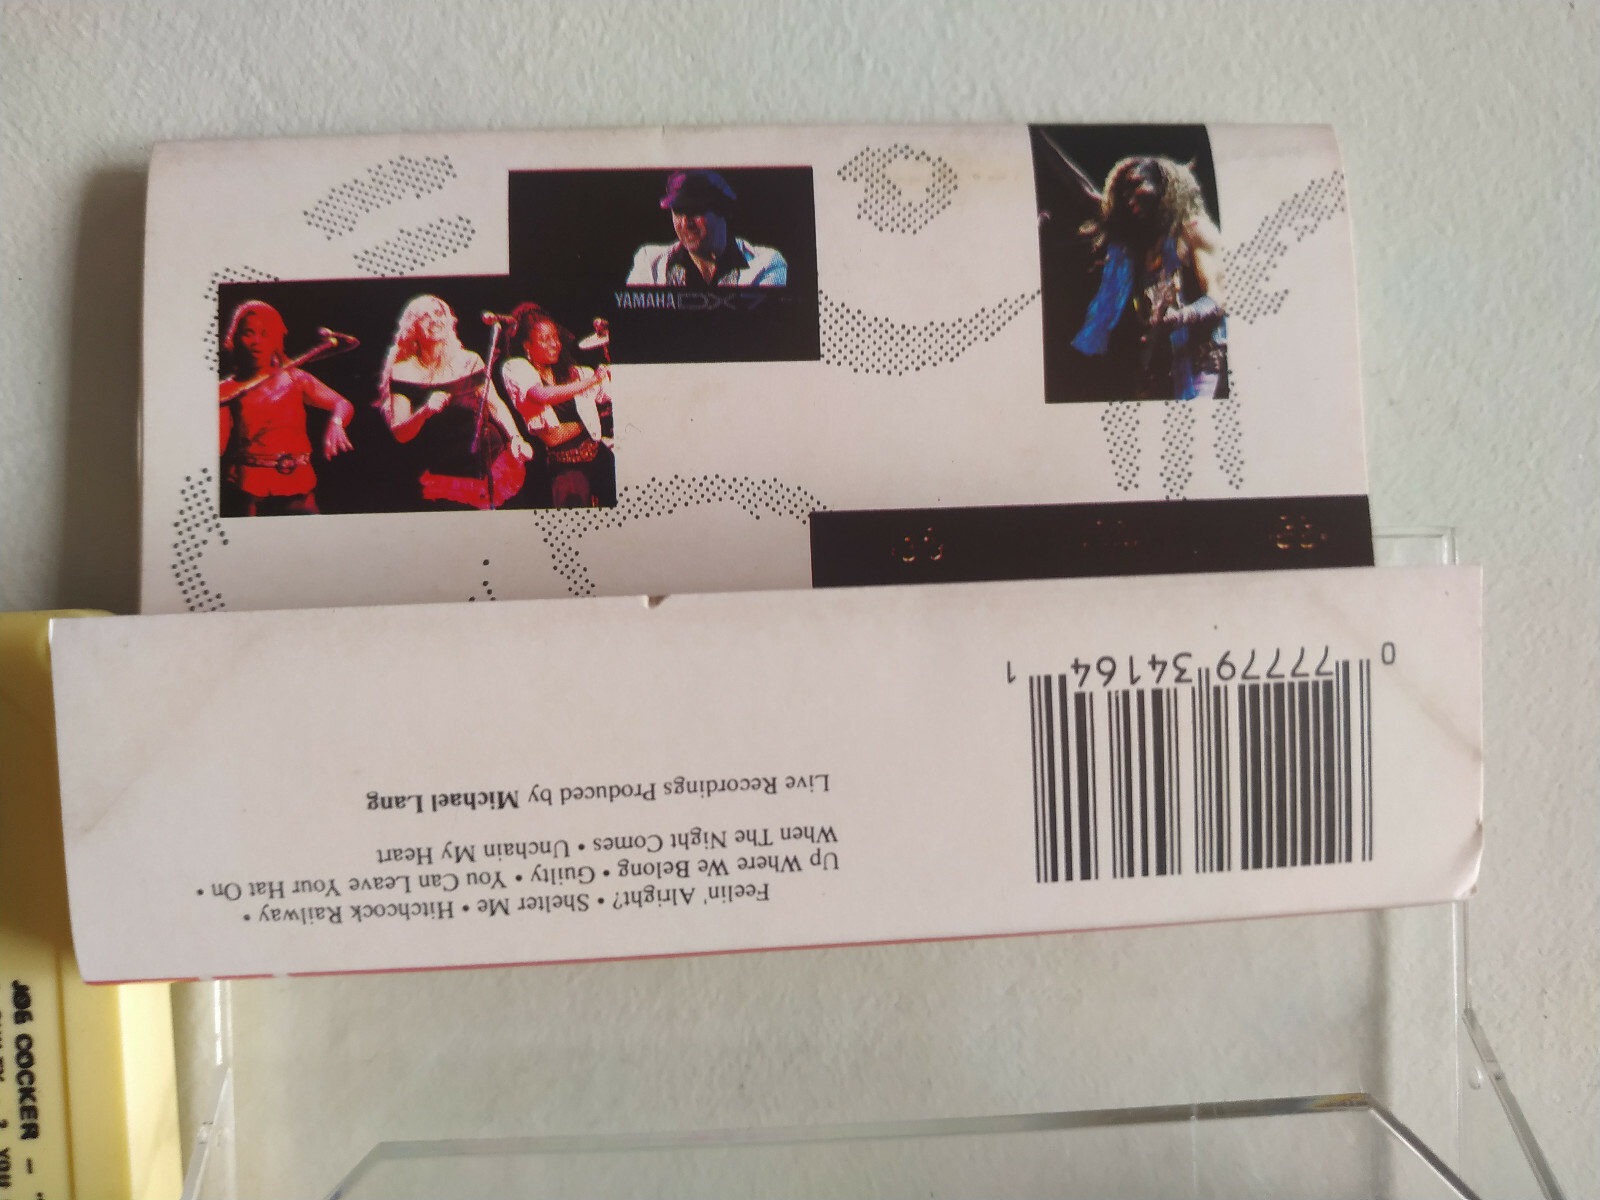 YAMAHA DX7
0 77779 34164 1
Live Recordings Produced by Michael Lang
Feelin' Alright? • Shelter Me • Hitchcock Railway •
Up Where We Belong • Guilty • You Can Leave Your Hat On •
When The Night Comes • Unchain My Heart
JOE COCKER –